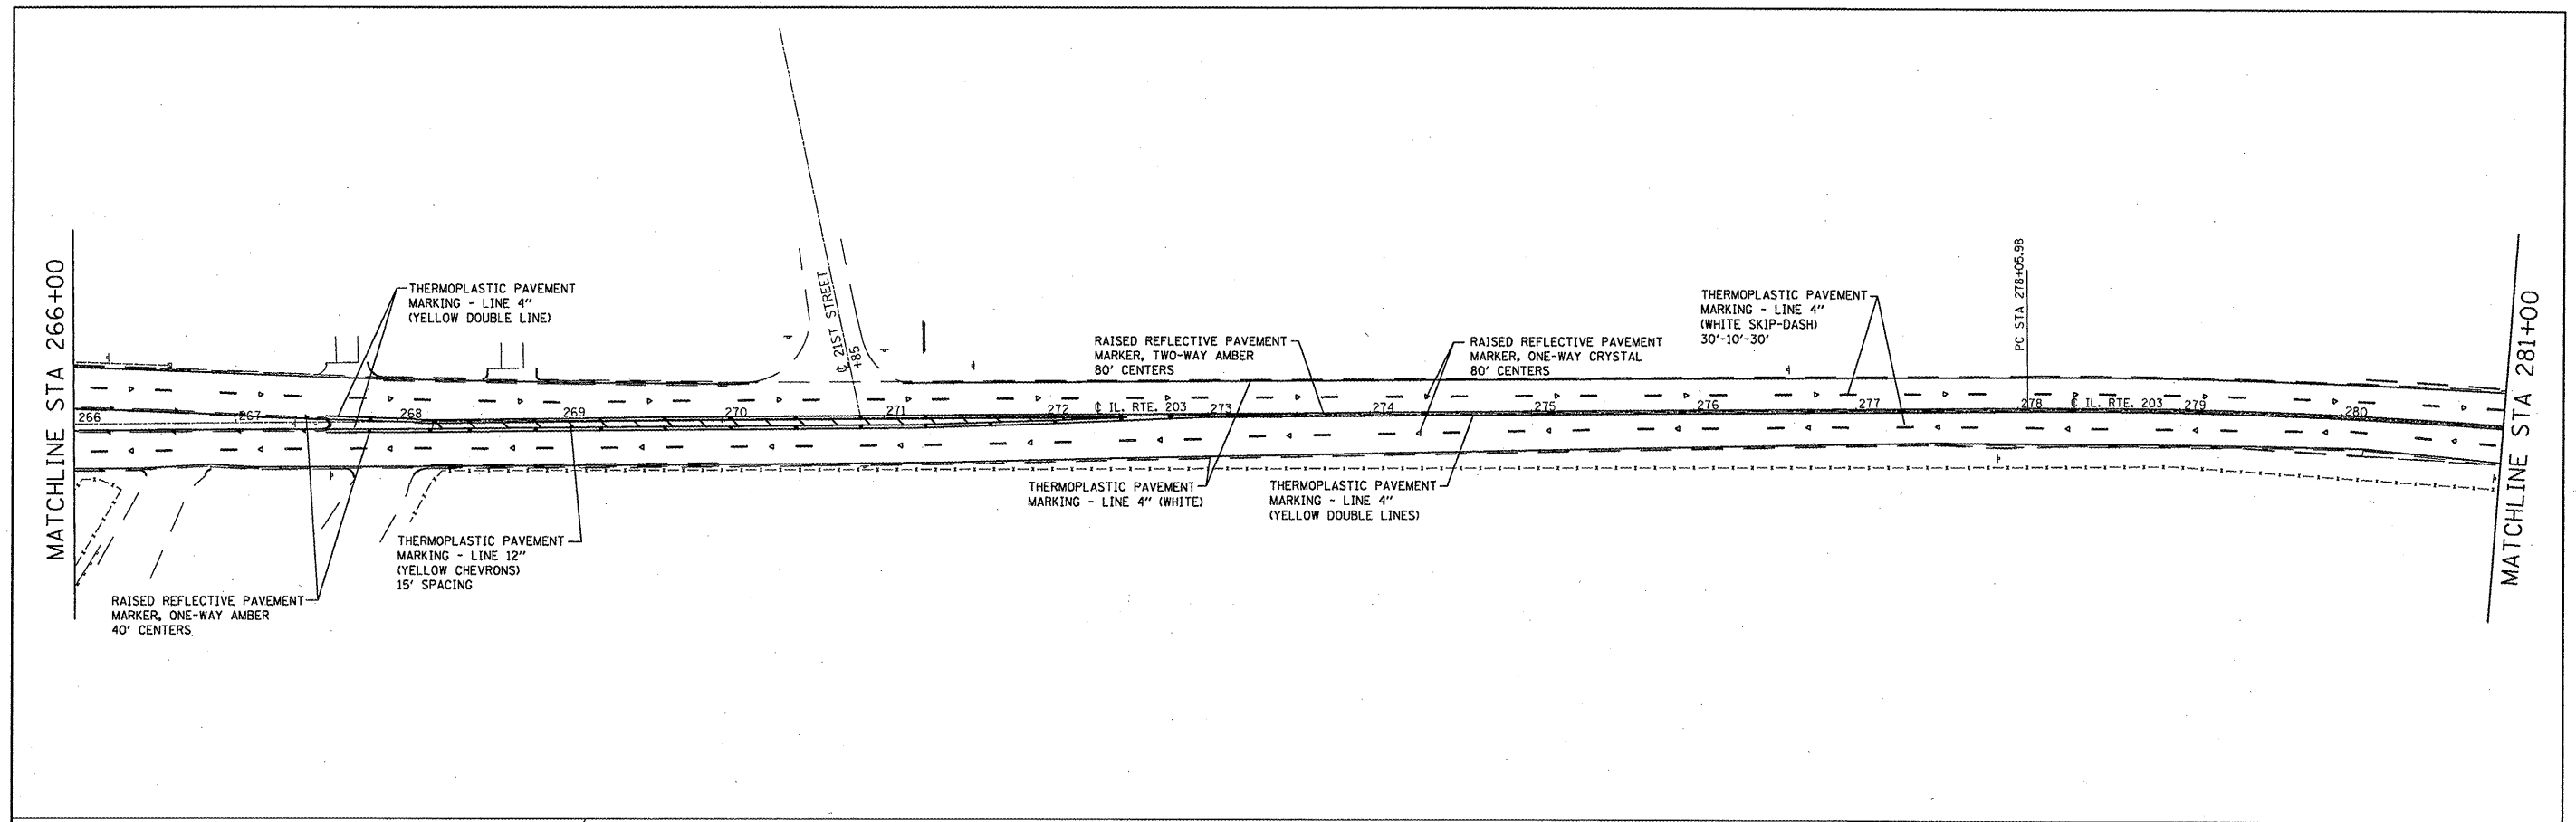 MATCHLINE STA 266+00
THERMOPLASTIC PAVEMENT
MARKING - LINE 4"
(YELLOW DOUBLE LINE)
℄ 21ST STREET
+85
RAISED REFLECTIVE PAVEMENT
MARKER, TWO-WAY AMBER
80' CENTERS
RAISED REFLECTIVE PAVEMENT
MARKER, ONE-WAY CRYSTAL
80' CENTERS
THERMOPLASTIC PAVEMENT
MARKING - LINE 4"
(WHITE SKIP-DASH)
30'-10'-30'
PC STA 278+05.98
MATCHLINE STA 281+00
266 267 268 269 270 271 272 ℄ IL. RTE. 203 273 274 275 276 277 278 ℄ IL. RTE. 203 279 280
THERMOPLASTIC PAVEMENT
MARKING - LINE 4" (WHITE)
THERMOPLASTIC PAVEMENT
MARKING - LINE 4"
(YELLOW DOUBLE LINES)
THERMOPLASTIC PAVEMENT
MARKING - LINE 12"
(YELLOW CHEVRONS)
15' SPACING
RAISED REFLECTIVE PAVEMENT
MARKER, ONE-WAY AMBER
40' CENTERS